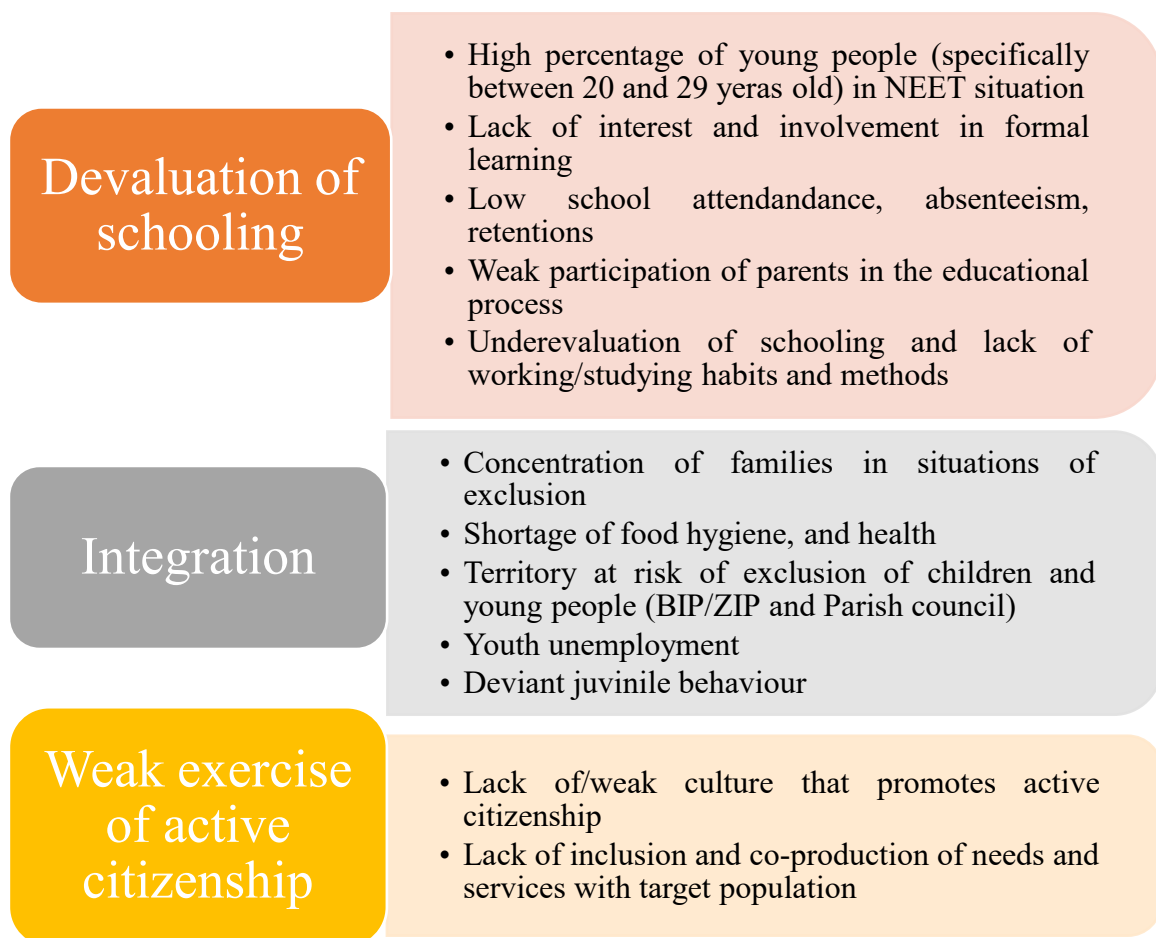 Devaluation of
schooling
• High percentage of young people (specifically
between 20 and 29 yeras old) in NEET situation
• Lack of interest and involvement in formal
learning
• Low school attendandance, absenteeism,
retentions
• Weak participation of parents in the educational
process
• Underevaluation of schooling and lack of
working/studying habits and methods
Integration
• Concentration of families in situations of
exclusion
• Shortage of food hygiene, and health
• Territory at risk of exclusion of children and
young people (BIP/ZIP and Parish council)
• Youth unemployment
• Deviant juvinile behaviour
Weak exercise
of active
citizenship
• Lack of/weak culture that promotes active
citizenship
• Lack of inclusion and co-production of needs and
services with target population